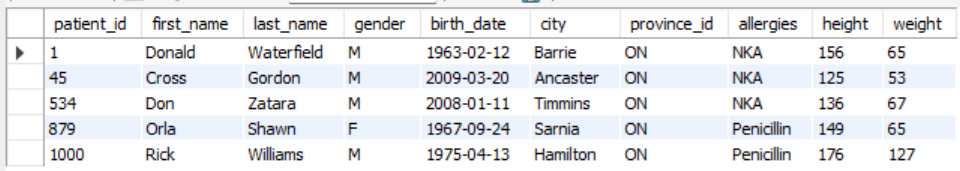 patient_id first_name last_name gender birth_date city province_id allergies height weight
1 Donald Waterfield M 1963-02-12 Barrie ON NKA 156 65
45 Cross Gordon M 2009-03-20 Ancaster ON NKA 125 53
534 Don Zatara M 2008-01-11 Timmins ON NKA 136 67
879 Orla Shawn F 1967-09-24 Sarnia ON Penicillin 149 65
1000 Rick Williams M 1975-04-13 Hamilton ON Penicillin 176 127